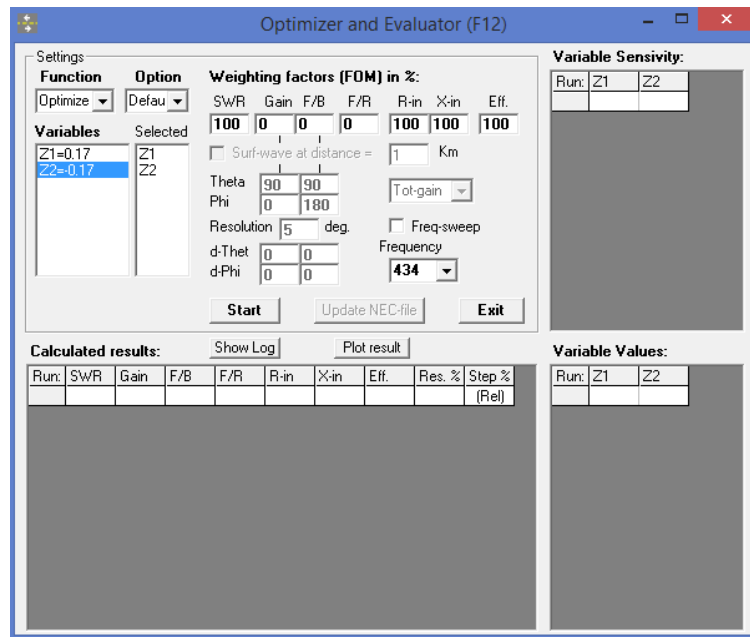 Optimizer and Evaluator (F12)
Settings
Function Option Weighting factors (FOM) in %:
Optimize Defau SWR Gain F/B F/R R-in X-in Eff.
100 0 0 0 100 100 100
Variables Selected
Z1=0.17 Z1
Z2=-0.17 Z2
Surf-wave at distance = 1 Km
Theta 90 90
Phi 0 180
Tot-gain
Resolution 5 deg.
Freq-sweep
d-Thet 0 0
d-Phi 0 0
Frequency
434
Start Update NEC-file Exit
Variable Sensivity:
Run: Z1 Z2
Calculated results: Show Log Plot result
Run: SWR Gain F/B F/R R-in X-in Eff. Res. % Step %
(Rel)
Variable Values:
Run: Z1 Z2